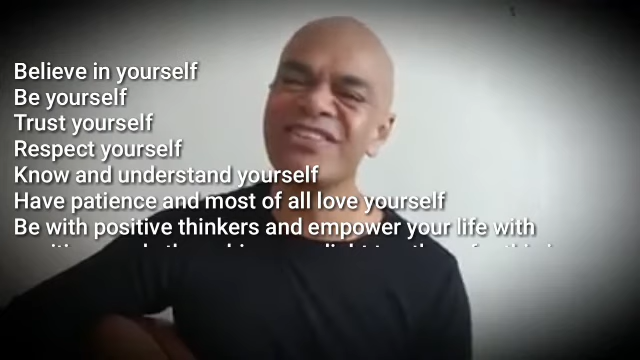 Believe in yourself
Be yourself
Trust yourself
Respect yourself
Know and understand yourself
Have patience and most of all love yourself
Be with positive thinkers and empower your life with